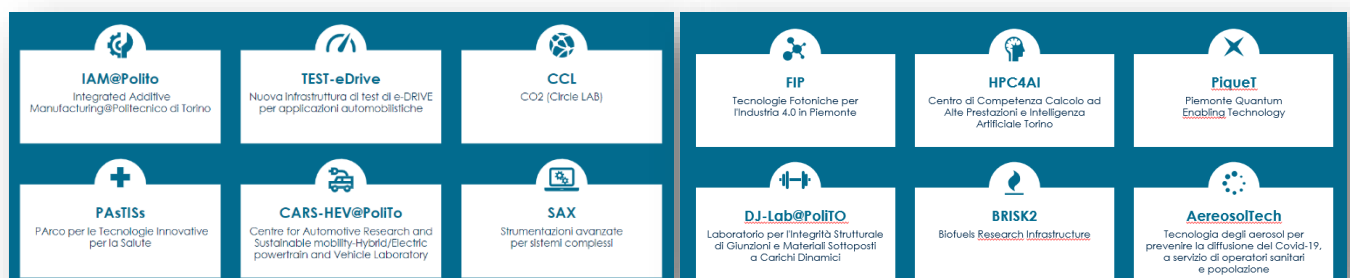 IAM@Polito
Integrated Additive
Manufacturing@Politecnico di Torino
TEST-eDrive
Nuova infrastruttura di test di e-DRIVE
per applicazioni automobilistiche
CCL
CO2 (Circle LAB)
PAsTISs
PArco per le Tecnologie Innovative
per la Salute
CARS-HEV@PoliTo
Centre for Automotive Research and
Sustainable mobility-Hybrid/Electric
powertrain and Vehicle Laboratory
SAX
Strumentazioni avanzate
per sistemi complessi
FIP
Tecnologie Fotoniche per
l'Industria 4.0 in Piemonte
HPC4AI
Centro di Competenza Calcolo ad
Alte Prestazioni e Intelligenza
Artificiale Torino
PiqueT
Piemonte Quantum
Enabling Technology
DJ-Lab@PoliTO
Laboratorio per l'Integrità Strutturale
di Giunzioni e Materiali Sottoposti
a Carichi Dinamici
BRISK2
Biofuels Research Infrastructure
AereosolTech
Tecnologia degli aerosol per
prevenire la diffusione del Covid-19,
a servizio di operatori sanitari
e popolazione